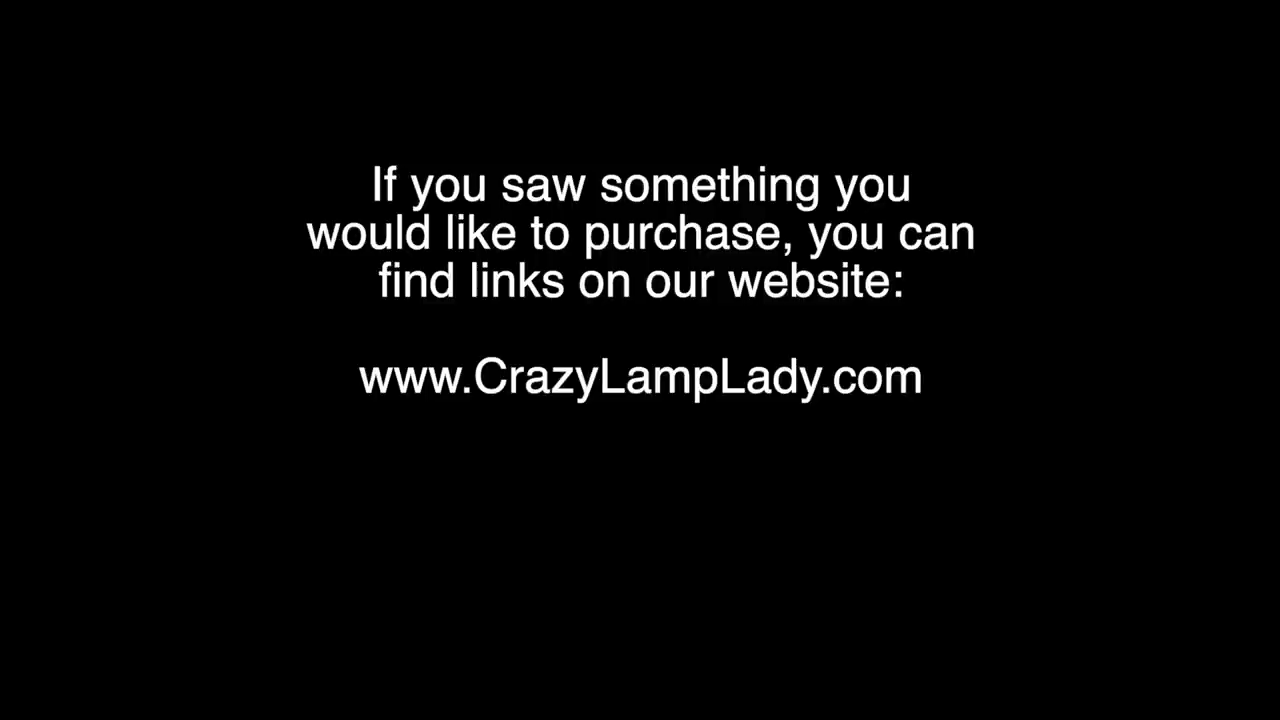 If you saw something you
would like to purchase, you can
find links on our website:
www.CrazyLampLady.com